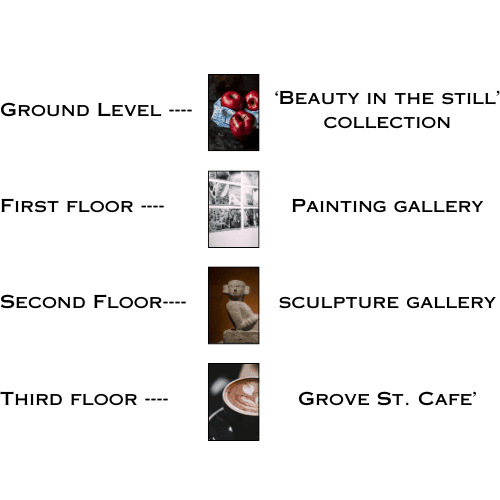 Ground Level ----
‘Beauty in the still’
collection
First floor ----
Painting gallery
Second Floor----
sculpture gallery
Third floor ----
Grove St. Cafe’